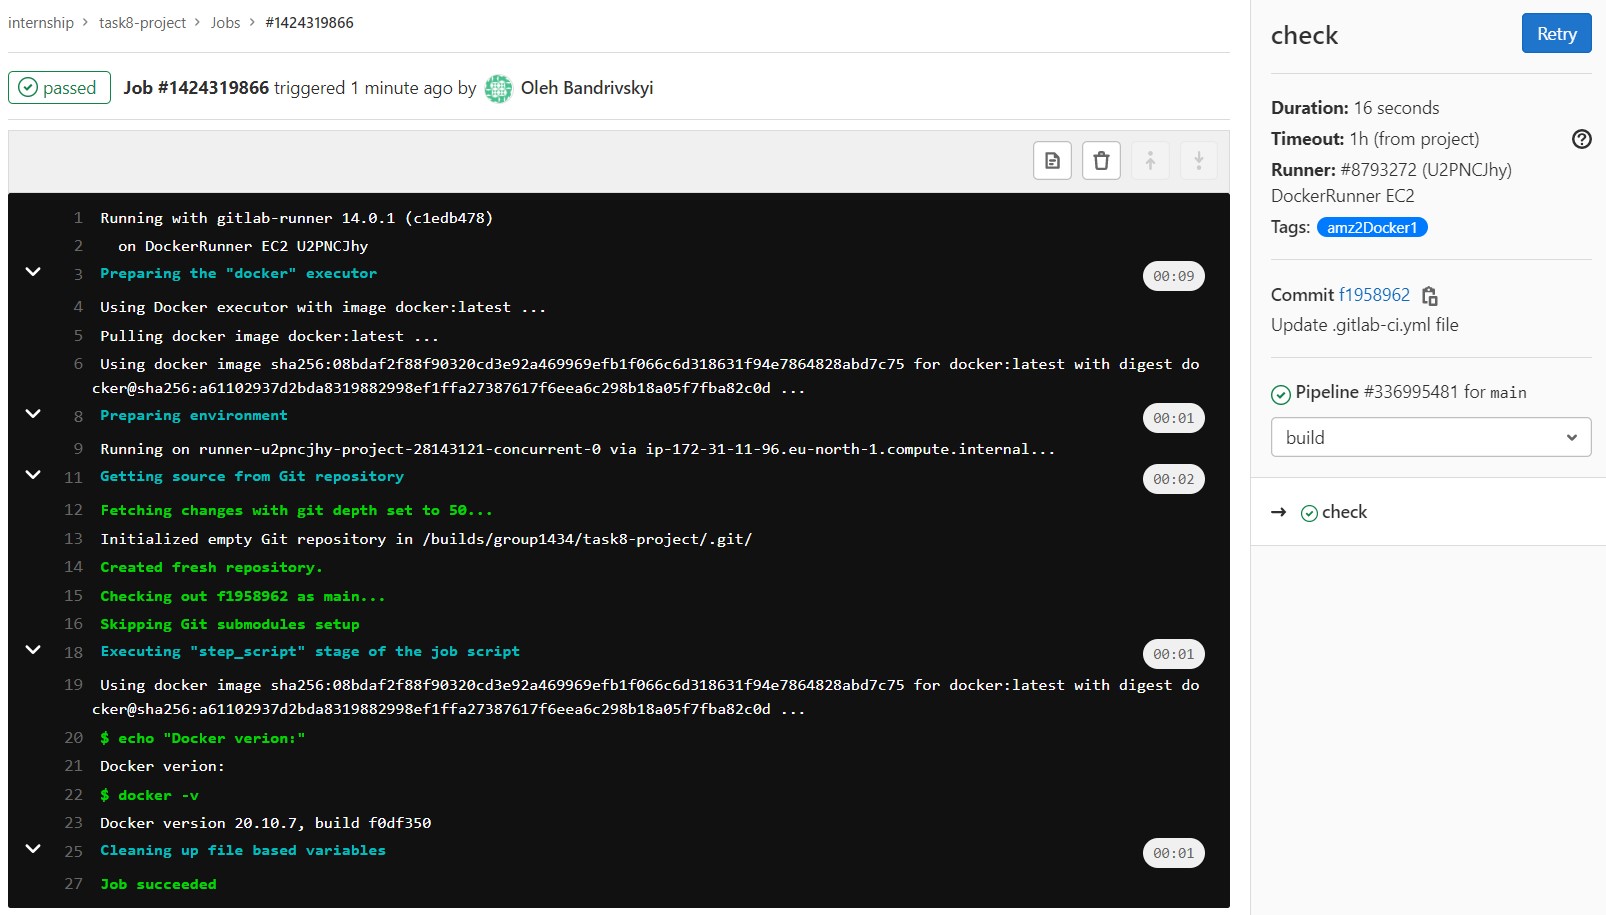 internship > task8-project > Jobs > #1424319866
passed Job #1424319866 triggered 1 minute ago by Oleh Bandrivskyi
1 Running with gitlab-runner 14.0.1 (c1edb478)
2 on DockerRunner EC2 U2PNCJhy
3 Preparing the "docker" executor 00:09
4 Using Docker executor with image docker:latest ...
5 Pulling docker image docker:latest ...
6 Using docker image sha256:08bdaf2f88f90320cd3e92a469969efb1f066c6d318631f94e7864828abd7c75 for docker:latest with digest do
cker@sha256:a61102937d2bda8319882998ef1ffa27387617f6eea6c298b18a05f7fba82c0d ...
8 Preparing environment 00:01
9 Running on runner-u2pncjhy-project-28143121-concurrent-0 via ip-172-31-11-96.eu-north-1.compute.internal...
11 Getting source from Git repository 00:02
12 Fetching changes with git depth set to 50...
13 Initialized empty Git repository in /builds/group1434/task8-project/.git/
14 Created fresh repository.
15 Checking out f1958962 as main...
16 Skipping Git submodules setup
18 Executing "step_script" stage of the job script 00:01
19 Using docker image sha256:08bdaf2f88f90320cd3e92a469969efb1f066c6d318631f94e7864828abd7c75 for docker:latest with digest do
cker@sha256:a61102937d2bda8319882998ef1ffa27387617f6eea6c298b18a05f7fba82c0d ...
20 $ echo "Docker verion:"
21 Docker verion:
22 $ docker -v
23 Docker version 20.10.7, build f0df350
25 Cleaning up file based variables 00:01
27 Job succeeded
check
Retry
Duration: 16 seconds
Timeout: 1h (from project)
Runner: #8793272 (U2PNCJhy)
DockerRunner EC2
Tags: amz2Docker1
Commit f1958962
Update .gitlab-ci.yml file
Pipeline #336995481 for main
build
→ check